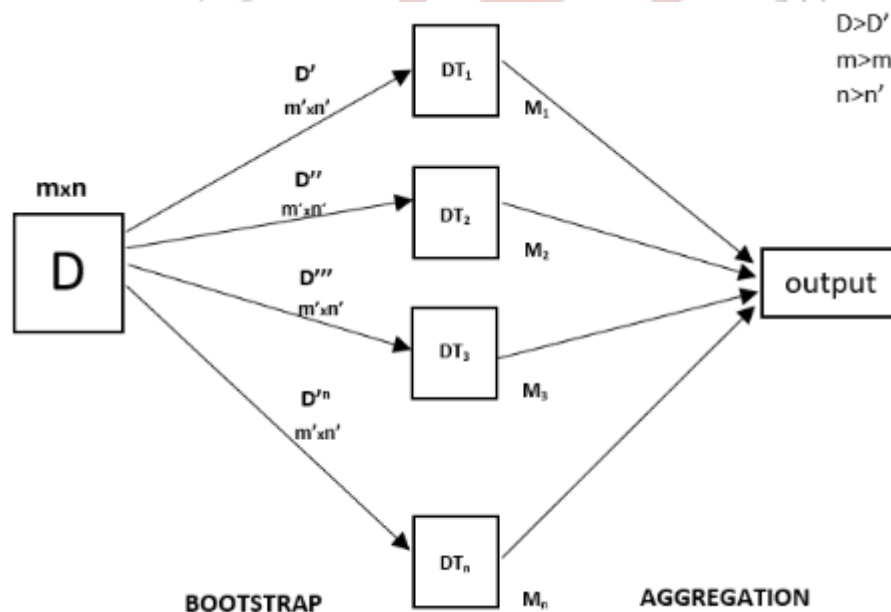 D>D'
m>m
n>n'
D'
m'xn'
DT₁
M₁
mxn
D
D''
m'xn'
DT₂
M₂
D'''
m'xn'
DT₃
M₃
output
D'ⁿ
m'xn'
DTₙ
Mₙ
BOOTSTRAP
AGGREGATION